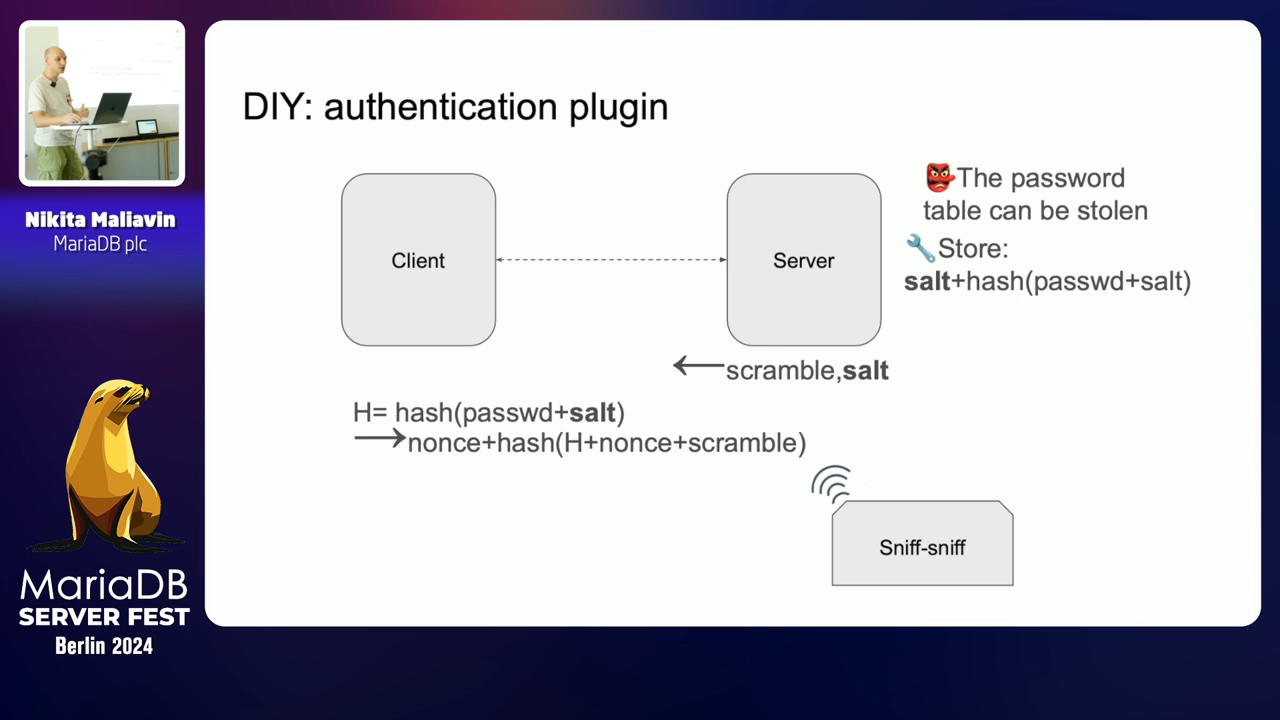 DIY: authentication plugin
Nikita Maliavin
MariaDB plc
Client
Server
👺The password
table can be stolen
🔧Store:
salt+hash(passwd+salt)
←scramble,salt
H= hash(passwd+salt)
→nonce+hash(H+nonce+scramble)
Sniff-sniff
MariaDB
SERVER FEST
Berlin 2024